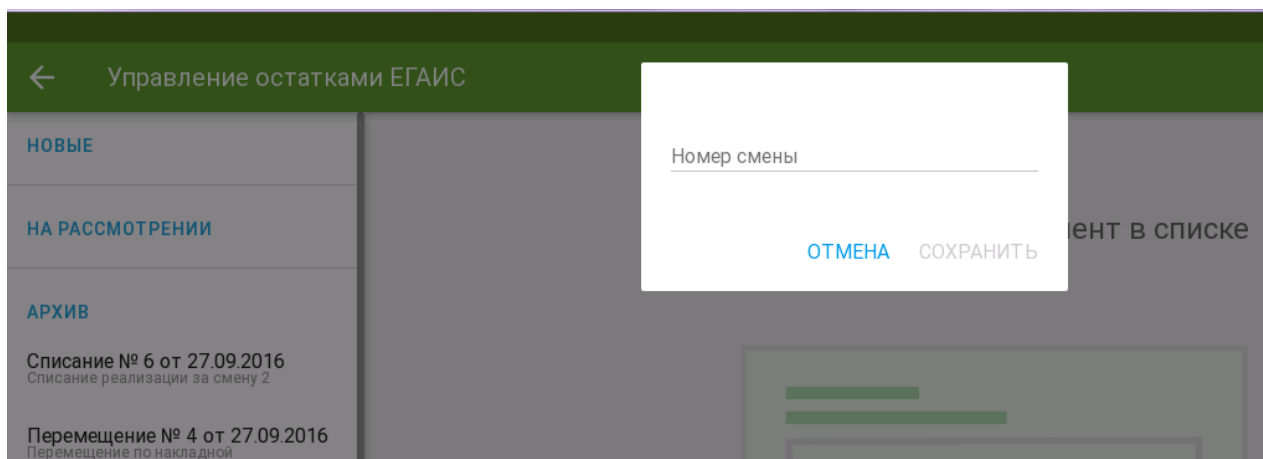 Управление остатками ЕГАИС
НОВЫЕ
Номер смены
НА РАССМОТРЕНИИ
ент в списке
ОТМЕНА СОХРАНИТЬ
АРХИВ
Списание № 6 от 27.09.2016
Списание реализации за смену 2
Перемещение № 4 от 27.09.2016
Перемещение по накладной